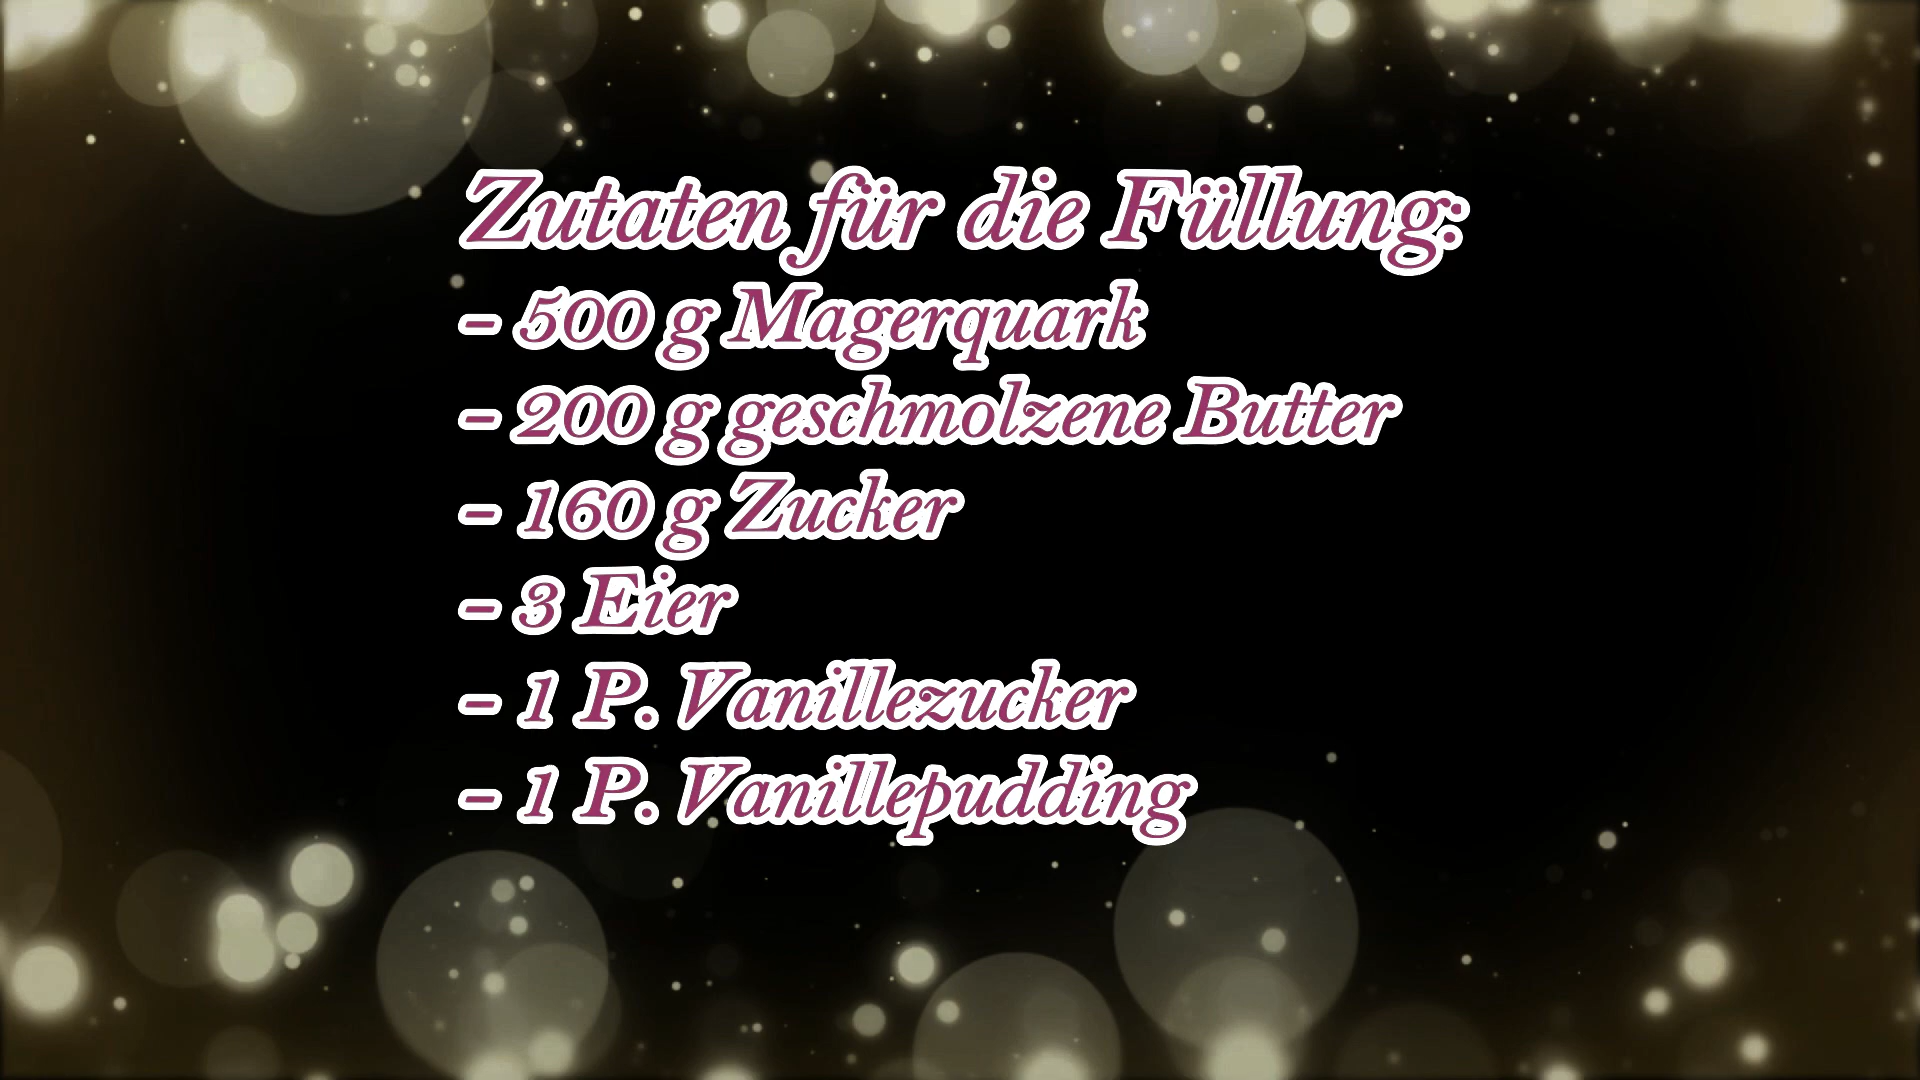 Zutaten für die Füllung:
- 500 g Magerquark
- 200 g geschmolzene Butter
- 160 g Zucker
- 3 Eier
- 1 P. Vanillezucker
- 1 P. Vanillepudding